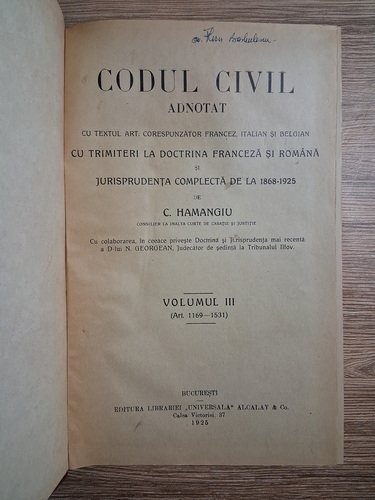 CODUL CIVIL
ADNOTAT
CU TEXTUL ART. CORESPUNZĂTOR FRANCEZ, ITALIAN ȘI BELGIAN
CU TRIMITERI LA DOCTRINA FRANCEZĂ ȘI ROMÂNĂ
ȘI
JURISPRUDENȚA COMPLECTĂ DE LA 1868-1925
DE
C. HAMANGIU
CONSILIER LA INALTA CURTE DE CASAȚIE ȘI JUSTIȚIE
Cu colaborarea, în ceeace privește Doctrina și Jurisprudența mai recentă
a D-lui N. GEORGEAN, Judecător de ședință la Tribunalul Ilfov.
VOLUMUL III
(Art. 1169—1531)
BUCUREȘTI
EDITURA LIBRARIEI „UNIVERSALA“ ALCALAY & Co.
Calea Victoriei, 37
1925